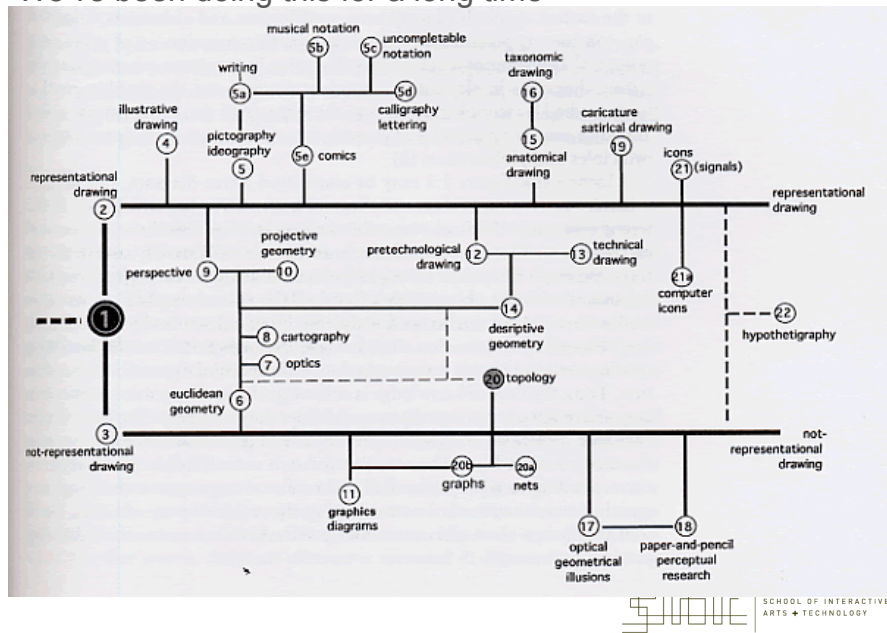 We've been doing this for a long time
musical notation
5b
5c
uncompletable
notation
writing
5a
5d
calligraphy
lettering
taxonomic
drawing
16
illustrative
drawing
4
pictography
ideography
5
5e
comics
15
anatomical
drawing
caricature
satirical drawing
19
icons
21
(signals)
representational
drawing
2
representational
drawing
perspective
9
projective
geometry
10
pretechnological
drawing
12
13
technical
drawing
21a
computer
icons
1
14
desriptive
geometry
22
hypothetigraphy
8
cartography
7
optics
euclidean
geometry
6
20
topology
3
not-representational
drawing
not-
representational
drawing
11
graphics
diagrams
20b
graphs
20a
nets
17
optical
geometrical
illusions
18
paper-and-pencil
perceptual
research
SCHOOL OF INTERACTIVE
ARTS + TECHNOLOGY